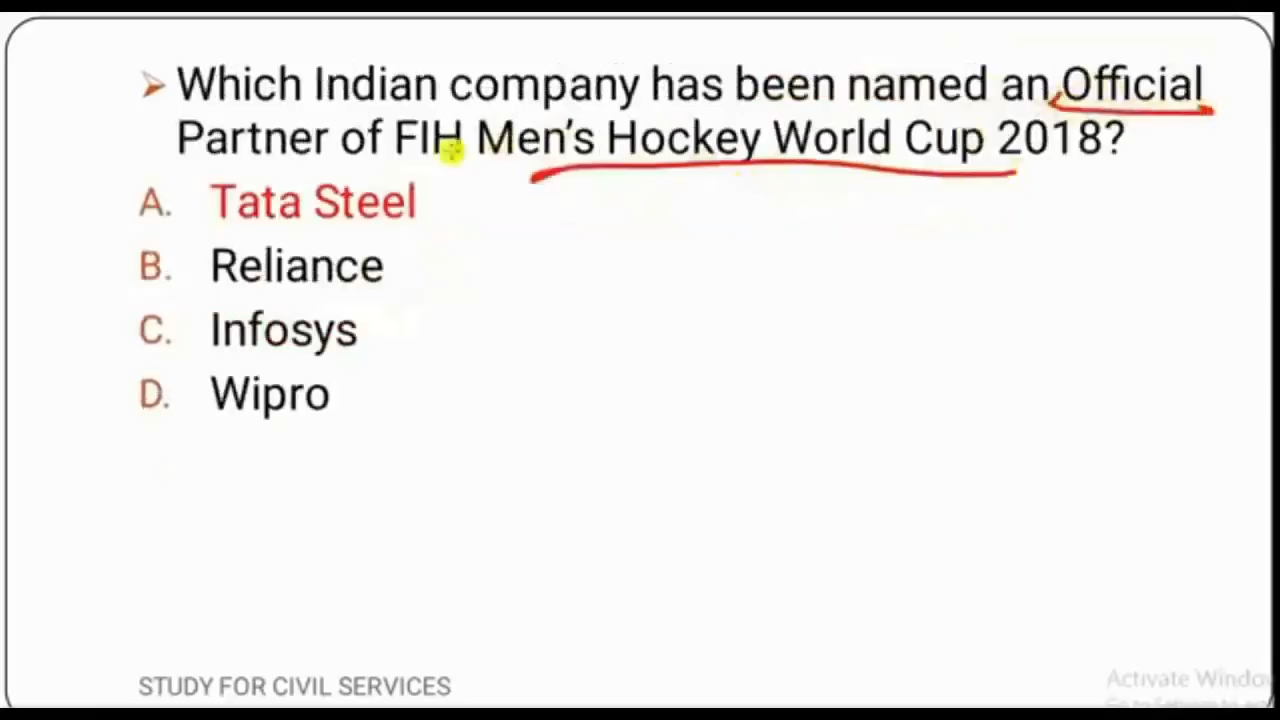 ➢ Which Indian company has been named an Official
Partner of FIH Men's Hockey World Cup 2018?
A. Tata Steel
B. Reliance
C. Infosys
D. Wipro
STUDY FOR CIVIL SERVICES
Activate Window